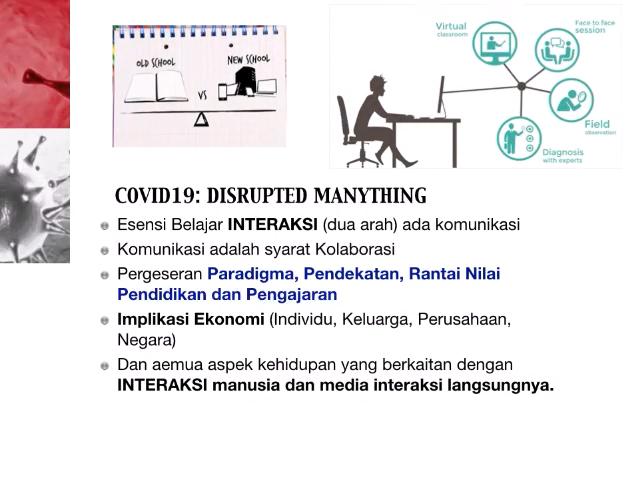 OLD SCHOOL
NEW SCHOOL
VS
Virtual
classroom
Face to face
session
Field
observation
Diagnosis
with experts
COVID19: DISRUPTED MANYTHING
Esensi Belajar INTERAKSI (dua arah) ada komunikasi
Komunikasi adalah syarat Kolaborasi
Pergeseran Paradigma, Pendekatan, Rantai Nilai
Pendidikan dan Pengajaran
Implikasi Ekonomi (Individu, Keluarga, Perusahaan,
Negara)
Dan aemua aspek kehidupan yang berkaitan dengan
INTERAKSI manusia dan media interaksi langsungnya.